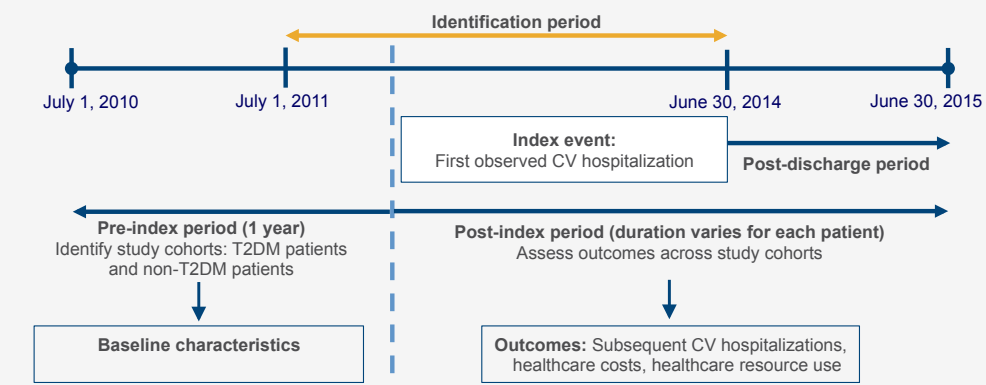 Identification period
July 1, 2010
July 1, 2011
June 30, 2014
June 30, 2015
Index event:
First observed CV hospitalization
Post-discharge period
Pre-index period (1 year)
Identify study cohorts: T2DM patients
and non-T2DM patients
Post-index period (duration varies for each patient)
Assess outcomes across study cohorts
Baseline characteristics
Outcomes: Subsequent CV hospitalizations,
healthcare costs, healthcare resource use